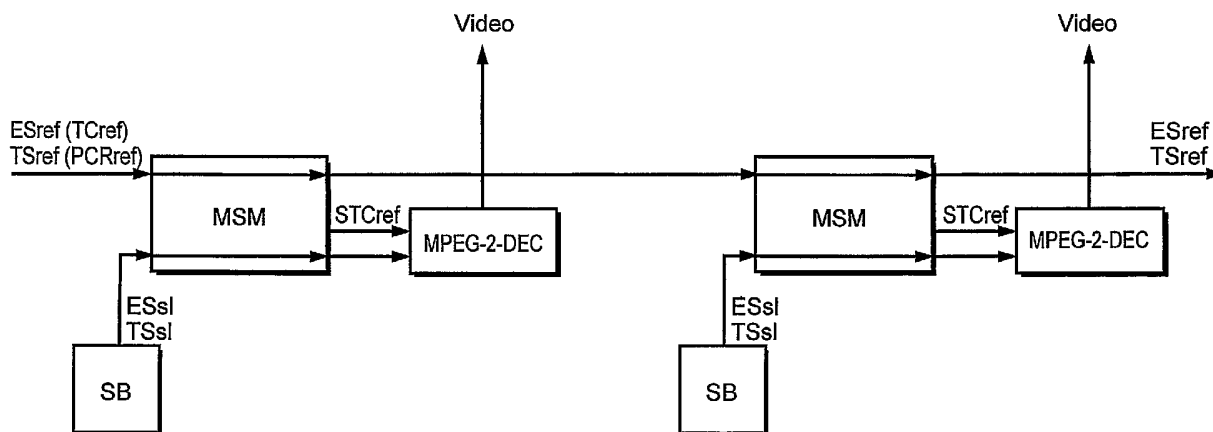 Video
Video
ESref (TCref)
TSref (PCRref)
ESref
TSref
MSM
STCref
MPEG-2-DEC
MSM
STCref
MPEG-2-DEC
ESsl
TSsl
ESsl
TSsl
SB
SB